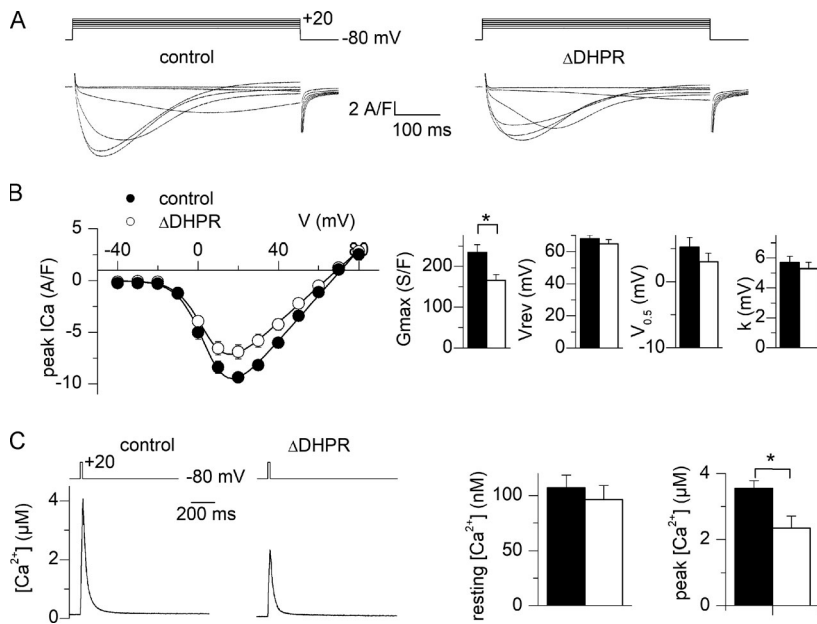 A
+20
-80 mV
control
ΔDHPR
2 A/F
100 ms
B
control
ΔDHPR
V (mV)
peak ICa (A/F)
5
0
-5
-10
-40
0
40
Gmax (S/F)
200
100
0
*
Vrev (mV)
60
40
20
0
V0.5 (mV)
0
-10
k (mV)
6
4
2
0
C
control
ΔDHPR
+20
-80 mV
200 ms
[Ca2+] (µM)
4
2
0
resting [Ca2+] (nM)
100
50
0
peak [Ca2+] (µM)
4
2
0
*